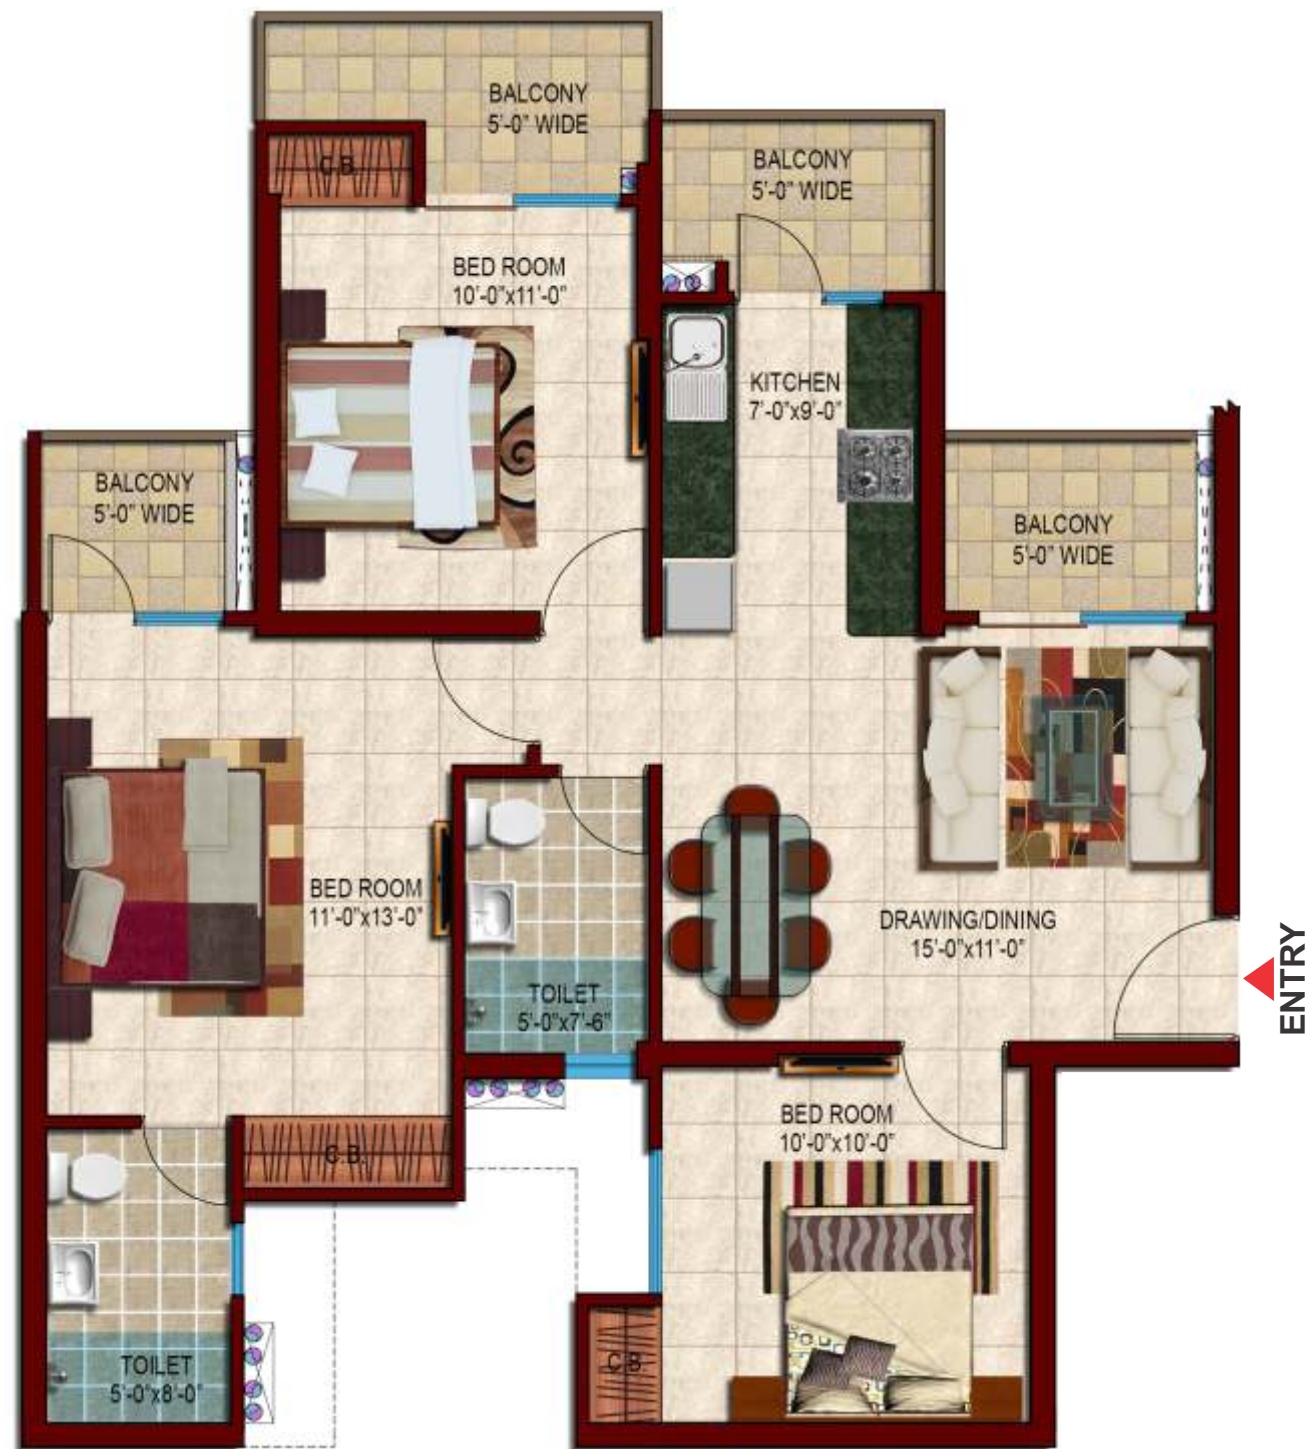 BALCONY
5'-0" WIDE
BALCONY
5'-0" WIDE
C.B.
BED ROOM
10'-0"x11'-0"
KITCHEN
7'-0"x9'-0"
BALCONY
5'-0" WIDE
BALCONY
5'-0" WIDE
BED ROOM
11'-0"x13'-0"
DRAWING/DINING
15'-0"x11'-0"
ENTRY
TOILET
5'-0"x7'-6"
BED ROOM
10'-0"x10'-0"
C.B.
TOILET
5'-0"x8'-0"
C.B.